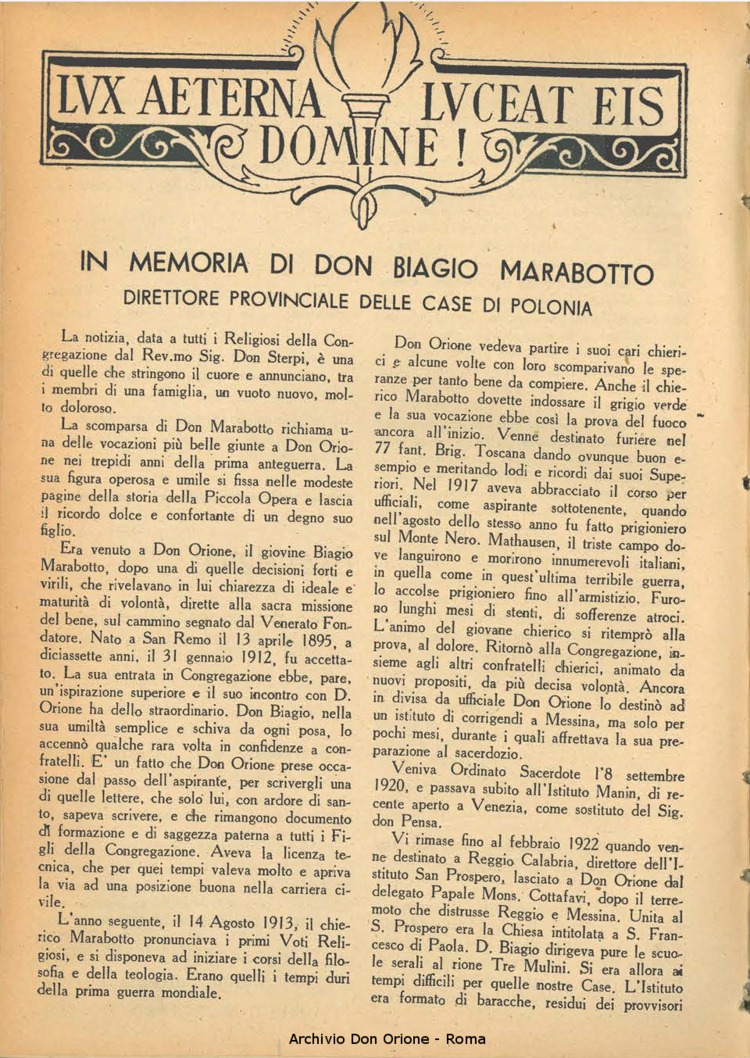 LVX AETERNA LVCEAT EIS
DOMINE !
IN MEMORIA DI DON BIAGIO MARABOTTO
DIRETTORE PROVINCIALE DELLE CASE DI POLONIA
La notizia, data a tutti i Religiosi della Con-
gregazione dal Rev.mo Sig. Don Sterpi, è una
di quelle che stringono il cuore e annunciano, tra
i membri di una famiglia, un vuoto nuovo, mol-
to doloroso.
La scomparsa di Don Marabotto richiama u-
na delle vocazioni più belle giunte a Don Orio-
ne nei trepidi anni della prima anteguerra. La
sua figura operosa e umile si fissa nelle modeste
pagine della storia della Piccola Opera e lascia
il ricordo dolce e confortante di un degno suo
figlio.
Era venuto a Don Orione, il giovine Biagio
Marabotto, dopo una di quelle decisioni forti e
virili, che rivelavano in lui chiarezza di ideale e
maturità di volontà, dirette alla sacra missione
del bene, sul cammino segnato dal Venerato Fon-
datore. Nato a San Remo il 13 aprile 1895, a
diciassette anni, il 31 gennaio 1912, fu accetta-
to. La sua entrata in Congregazione ebbe, pare,
un'ispirazione superiore e il suo incontro con D.
Orione ha dello straordinario. Don Biagio, nella
sua umiltà semplice e schiva da ogni posa, lo
accennò qualche rara volta in confidenze a con-
fratelli. E' un fatto che Don Orione prese occa-
sione dal passo dell'aspirante, per scrivergli una
di quelle lettere, che solo lui, con ardore di san-
to, sapeva scrivere, e che rimangono documento
di formazione e di saggezza paterna a tutti i Fi-
gli della Congregazione. Aveva la licenza te-
cnica, che per quei tempi valeva molto e apriva
la via ad una posizione buona nella carriera ci-
vile.
L'anno seguente, il 14 Agosto 1913, il chie-
rico Marabotto pronunciava i primi Voti Reli-
giosi, e si disponeva ad iniziare i corsi della filo-
sofia e della teologia. Erano quelli i tempi duri
della prima guerra mondiale.
Don Orione vedeva partire i suoi cari chieri-
ci e alcune volte con loro scomparivano le spe-
ranze per tanto bene da compiere. Anche il chie-
rico Marabotto dovette indossare il grigio verde
e la sua vocazione ebbe così la prova del fuoco
ancora all'inizio. Venne destinato furiere nel
77 fant. Brig. Toscana dando ovunque buon e-
sempio e meritando lodi e ricordi dai suoi Supe-
riori. Nel 1917 aveva abbracciato il corso per
ufficiali, come aspirante sottotenente, quando
nell'agosto dello stesso anno fu fatto prigioniero
sul Monte Nero. Mathausen, il triste campo do-
ve languirono e morirono innumerevoli italiani,
in quella come in quest'ultima terribile guerra,
lo accolse prigioniero fino all'armistizio. Furo-
no lunghi mesi di stenti, di sofferenze atroci.
L'animo del giovane chierico si ritemprò alla
prova, al dolore. Ritornò alla Congregazione, in-
sieme agli altri confratelli chierici, animato da
nuovi propositi, da più decisa volontà. Ancora
in divisa da ufficiale Don Orione lo destinò ad
un istituto di corrigendi a Messina, ma solo per
pochi mesi, durante i quali affrettava la sua pre-
parazione al sacerdozio.
Veniva Ordinato Sacerdote l'8 settembre
1920, e passava subito all'Istituto Manin, di re-
cente aperto a Venezia, come sostituto del Sig.
don Pensa.
Vi rimase fino al febbraio 1922 quando ven-
ne destinato a Reggio Calabria, direttore dell'I-
stituto San Prospero, lasciato a Don Orione dal
delegato Papale Mons. Cottafavi, dopo il terre-
moto che distrusse Reggio e Messina. Unita al
S. Prospero era la Chiesa intitolata a S. Fran-
cesco di Paola. D. Biagio dirigeva pure le scuo-
le serali al rione Tre Mulini. Si era allora ai
tempi difficili per quelle nostre Case. L'Istituto
era formato di baracche, residui dei provvisori
Archivio Don Orione - Roma